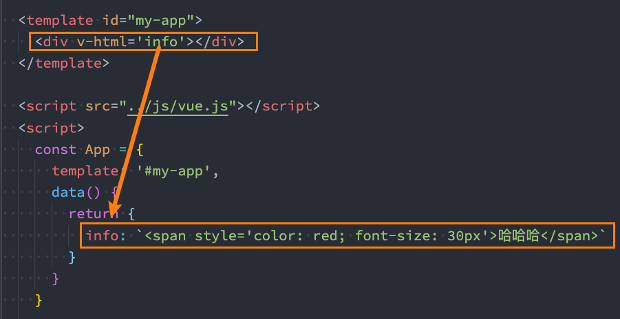 <template id="my-app">
<div v-html='info'></div>
</template>
<script src="../js/vue.js"></script>
<script>
const App = {
template: '#my-app',
data() {
return {
info: `<span style='color: red; font-size: 30px'>哈哈哈</span>`
}
}
}